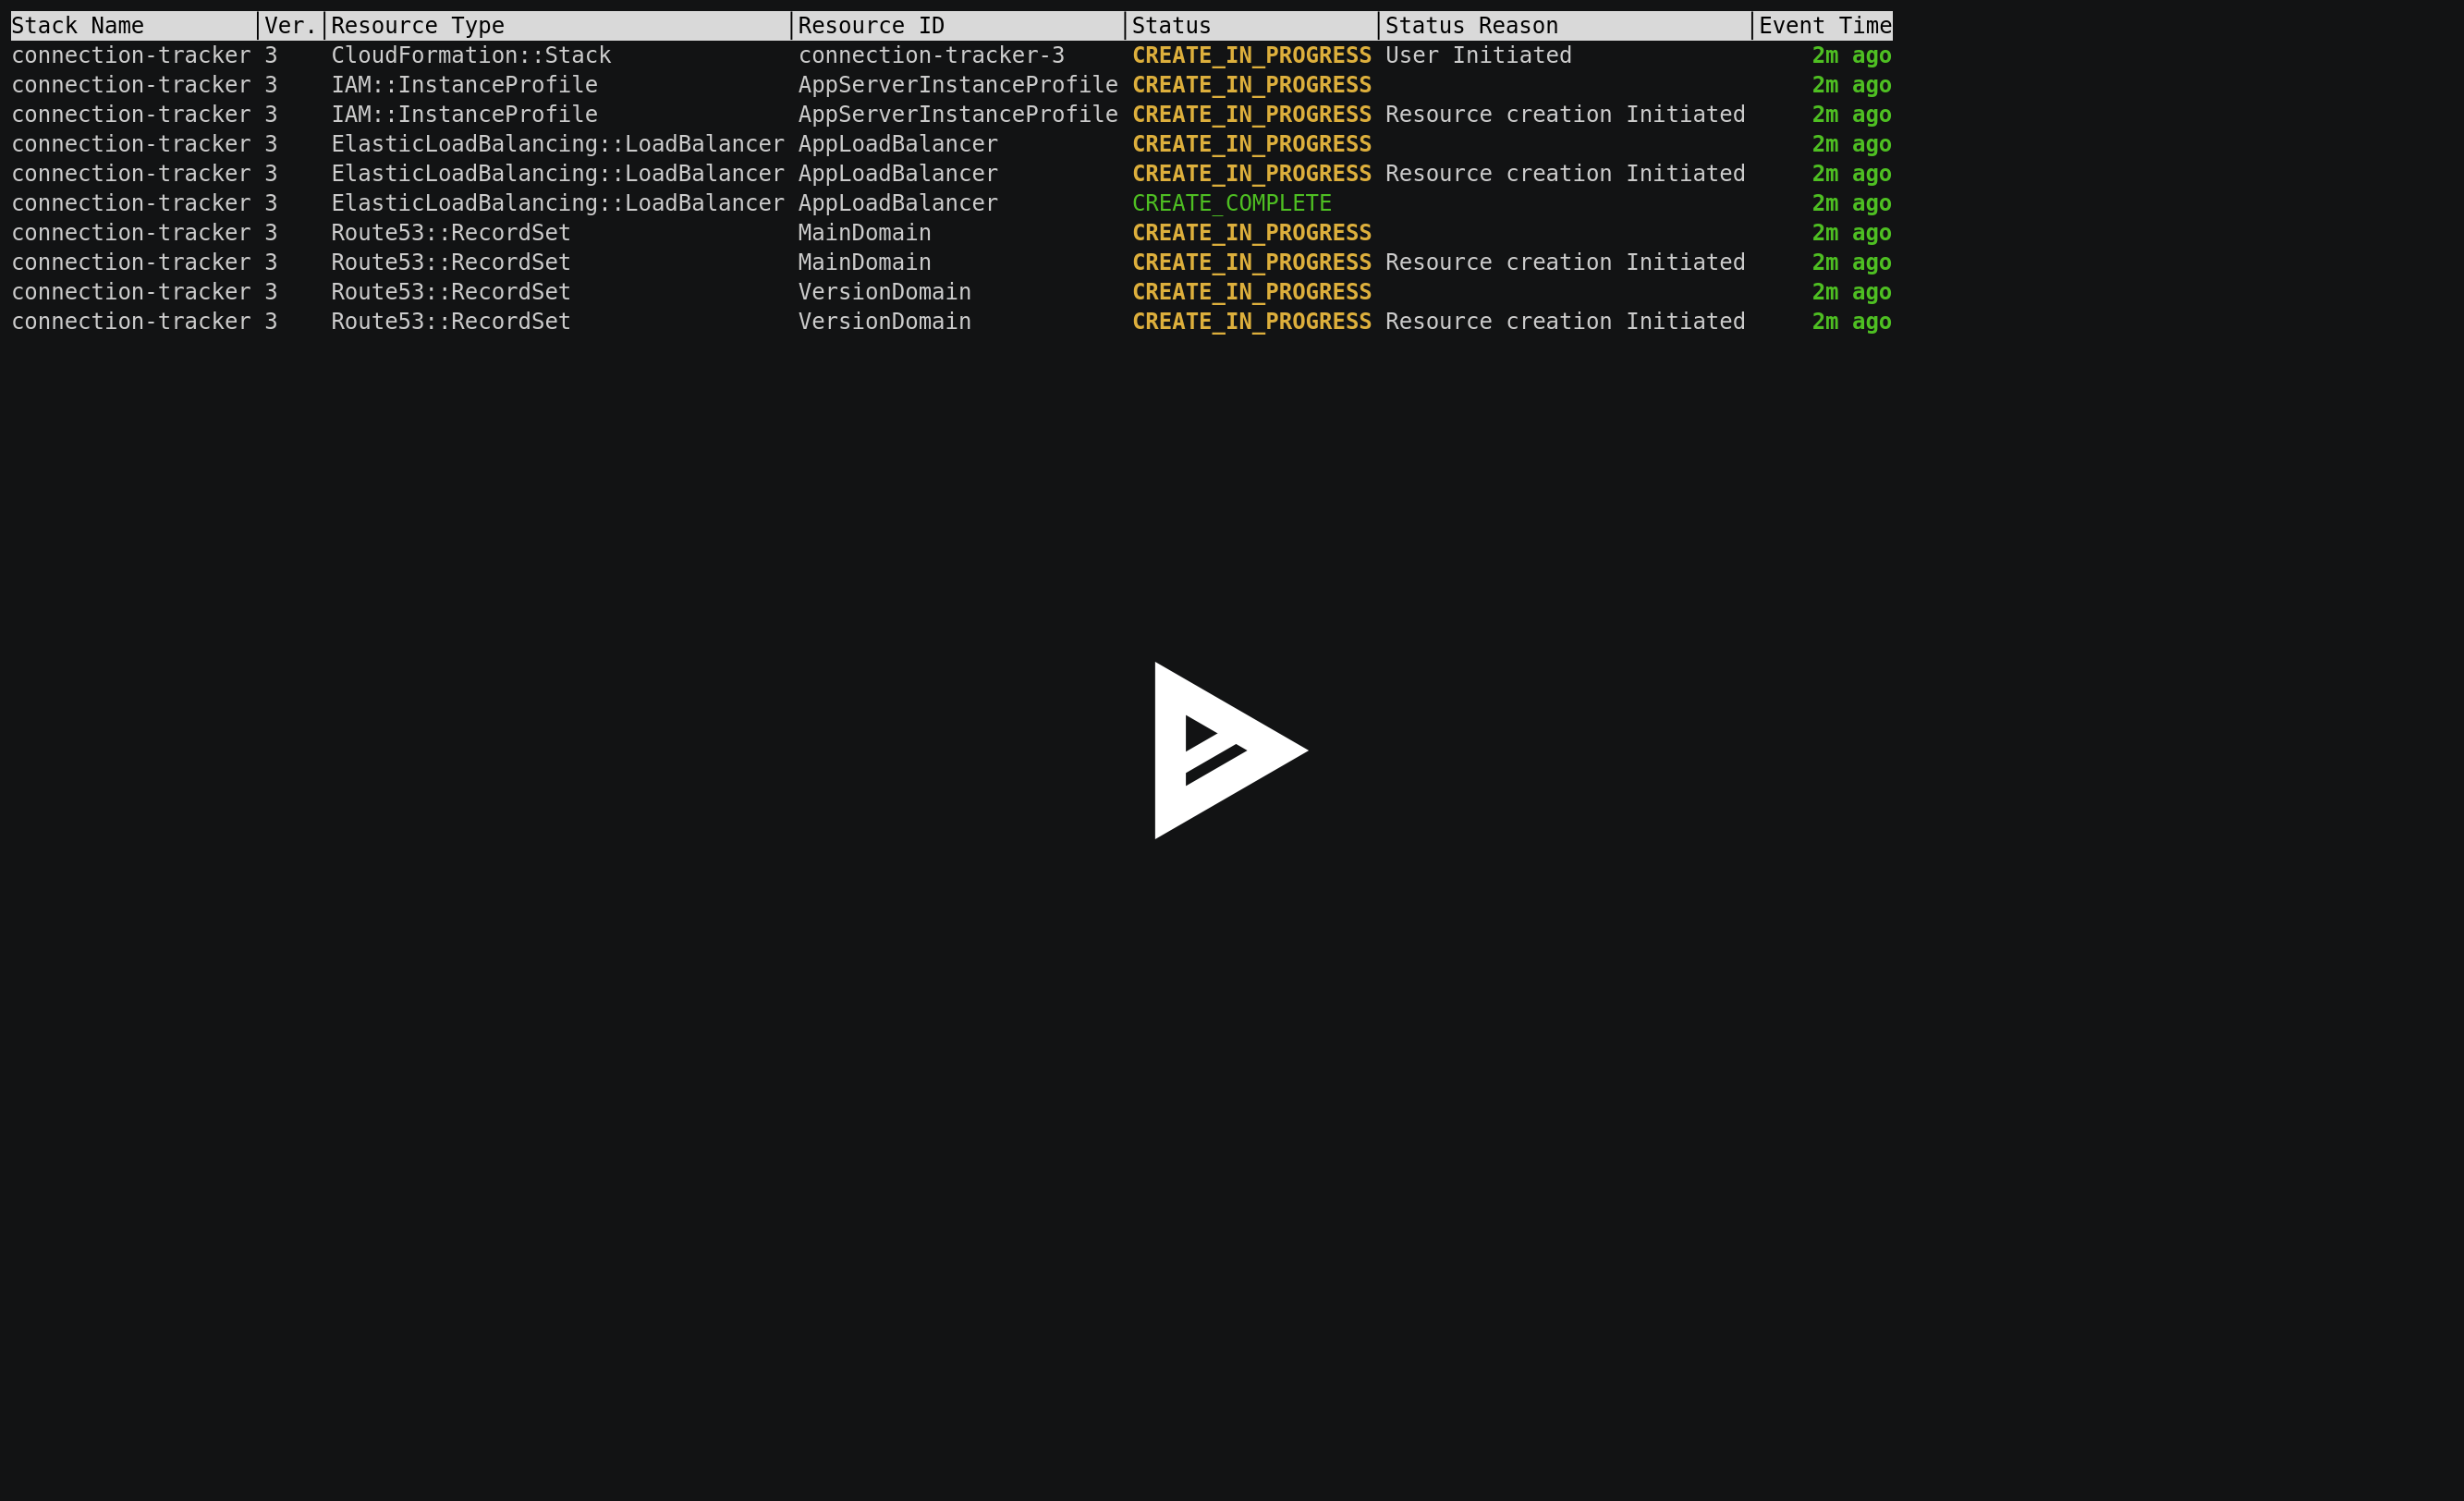 Stack Name |Ver.|Resource Type |Resource ID |Status |Status Reason |Event Time
connection-tracker 3 CloudFormation::Stack connection-tracker-3 CREATE_IN_PROGRESS User Initiated 2m ago
connection-tracker 3 IAM::InstanceProfile AppServerInstanceProfile CREATE_IN_PROGRESS 2m ago
connection-tracker 3 IAM::InstanceProfile AppServerInstanceProfile CREATE_IN_PROGRESS Resource creation Initiated 2m ago
connection-tracker 3 ElasticLoadBalancing::LoadBalancer AppLoadBalancer CREATE_IN_PROGRESS 2m ago
connection-tracker 3 ElasticLoadBalancing::LoadBalancer AppLoadBalancer CREATE_IN_PROGRESS Resource creation Initiated 2m ago
connection-tracker 3 ElasticLoadBalancing::LoadBalancer AppLoadBalancer CREATE_COMPLETE 2m ago
connection-tracker 3 Route53::RecordSet MainDomain CREATE_IN_PROGRESS 2m ago
connection-tracker 3 Route53::RecordSet MainDomain CREATE_IN_PROGRESS Resource creation Initiated 2m ago
connection-tracker 3 Route53::RecordSet VersionDomain CREATE_IN_PROGRESS 2m ago
connection-tracker 3 Route53::RecordSet VersionDomain CREATE_IN_PROGRESS Resource creation Initiated 2m ago